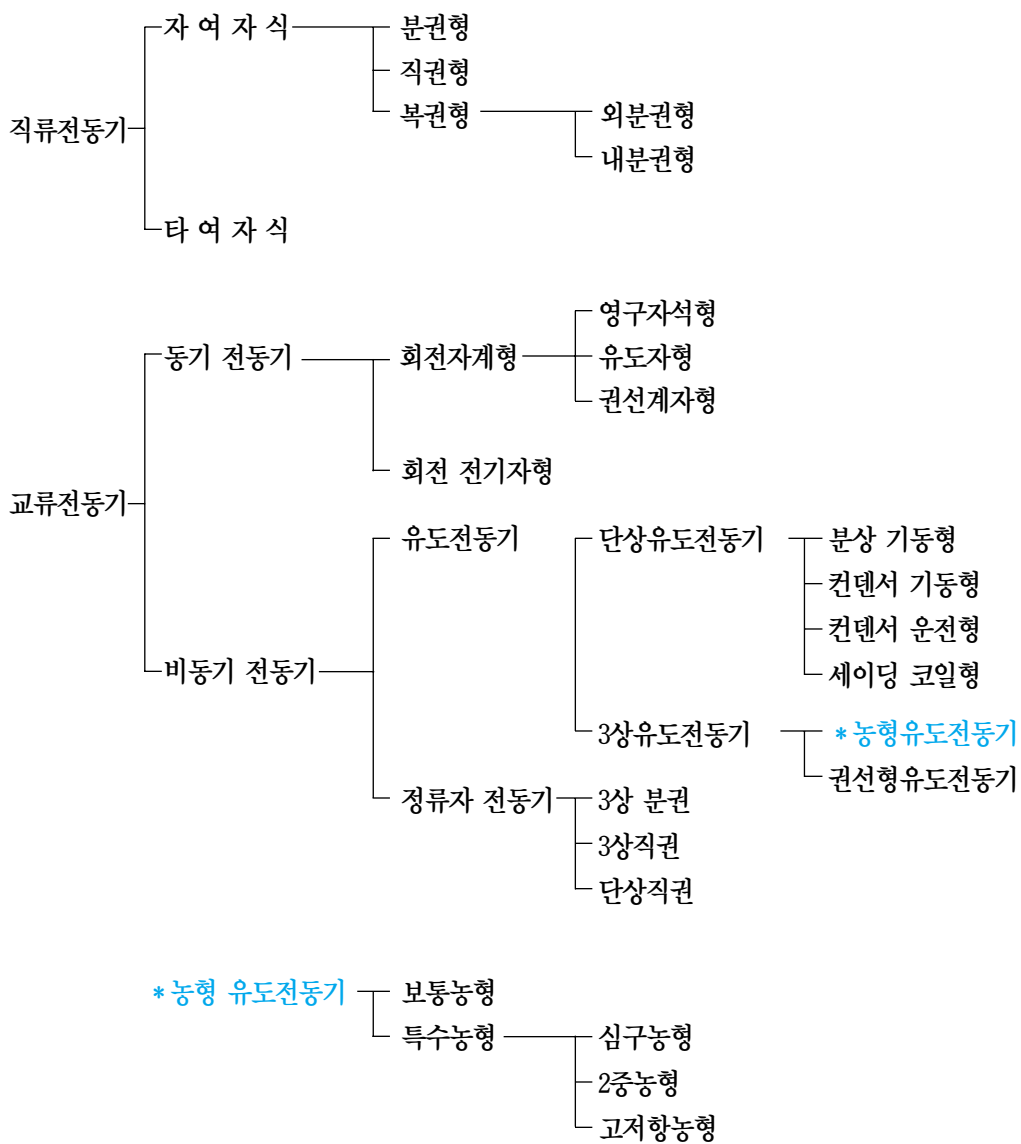 자 여 자 식 분권형
직권형
직류전동기 복권형 외분권형
내분권형
타 여 자 식
영구자석형
동기 전동기 회전자계형 유도자형
권선계자형
회전 전기자형
교류전동기
유도전동기 단상유도전동기 분상 기동형
컨덴서 기동형
컨덴서 운전형
비동기 전동기 세이딩 코일형
3상유도전동기 *농형유도전동기
권선형유도전동기
정류자 전동기 3상 분권
3상직권
단상직권
*농형 유도전동기 보통농형
특수농형 심구농형
2중농형
고저항농형